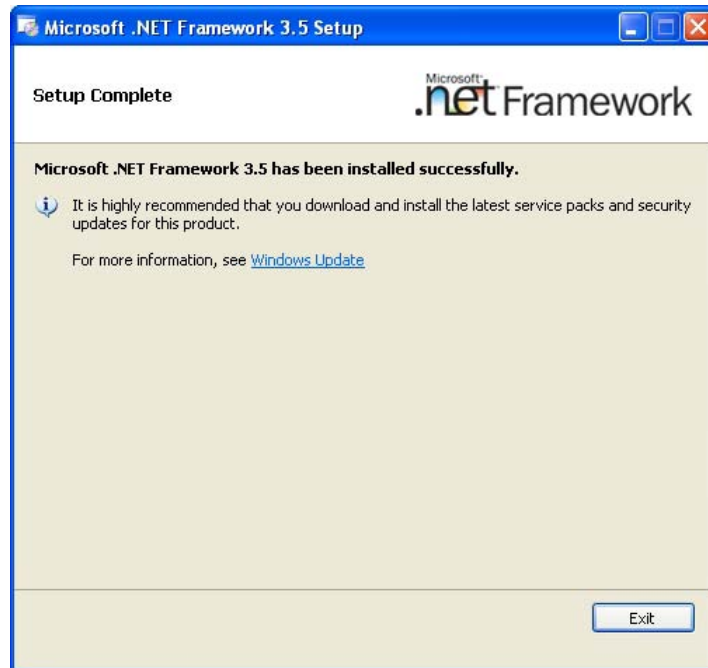 Microsoft .NET Framework 3.5 Setup
Setup Complete
Microsoft
.net Framework
Microsoft .NET Framework 3.5 has been installed successfully.
It is highly recommended that you download and install the latest service packs and security
updates for this product.
For more information, see Windows Update
Exit